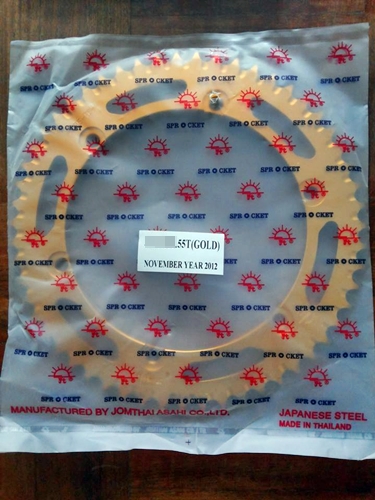 SPR CKET
.55T(GOLD)
NOVEMBER YEAR 2012
MANUFACTURED BY JOMTHAI ASAHI CO.,LTD.
JAPANESE STEEL
MADE IN THAILAND